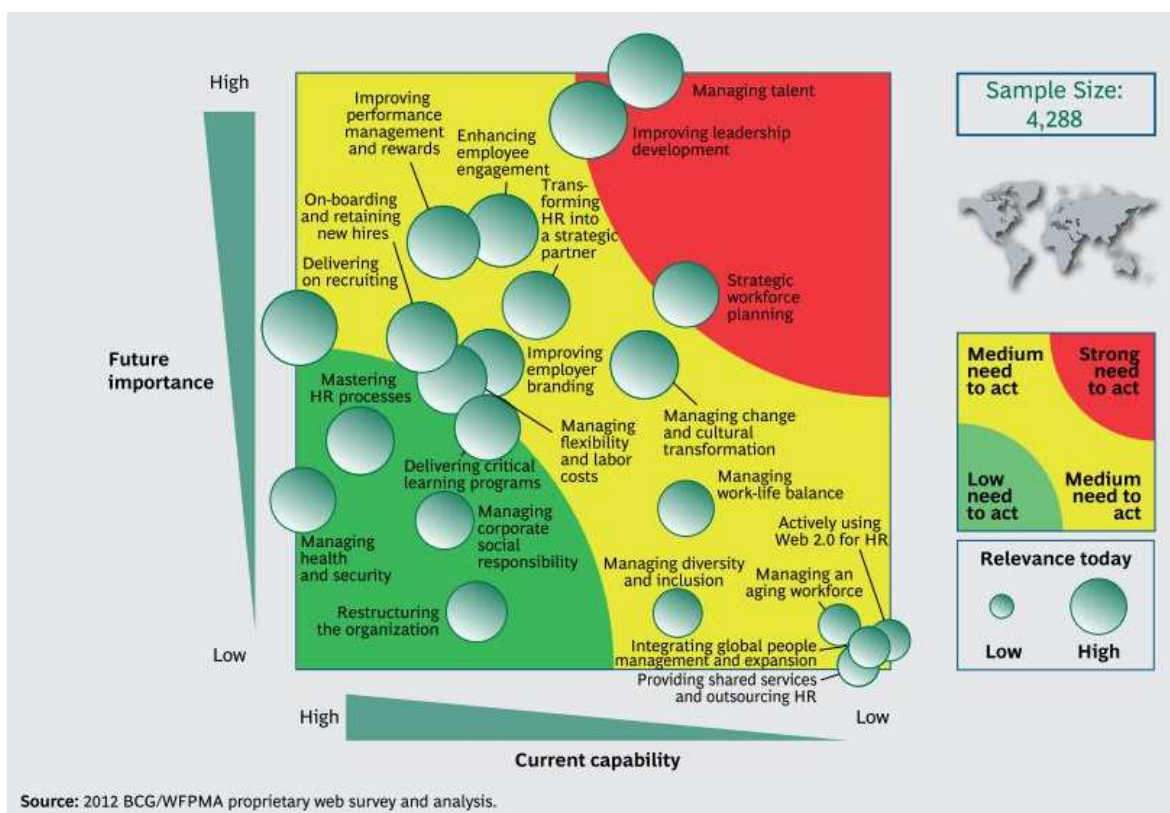 High
Future
importance
Low
Improving
performance
management
and rewards
Enhancing
employee
engagement
Managing talent
Improving leadership
development
On-boarding
and retaining
new hires
Trans-
forming
HR into
a strategic
partner
Delivering
on recruiting
Strategic
workforce
planning
Mastering
HR processes
Improving
employer
branding
Managing
flexibility
and labor
costs
Managing change
and cultural
transformation
Delivering critical
learning programs
Managing
work-life balance
Managing
health
and security
Managing
corporate
social
responsibility
Actively using
Web 2.0 for HR
Managing diversity
and inclusion
Managing an
aging workforce
Restructuring
the organization
Integrating global people
management and expansion
Providing shared services
and outsourcing HR
High
Low
Current capability
Sample Size:
4,288
Medium
need
to act
Strong
need
to act
Low
need
to act
Medium
need to
act
Relevance today
Low
High
Source: 2012 BCG/WFPMA proprietary web survey and analysis.